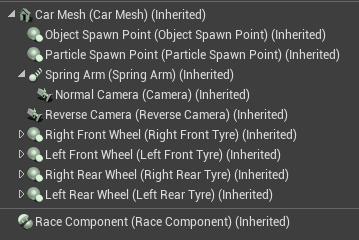 Car Mesh (Car Mesh) (Inherited)
Object Spawn Point (Object Spawn Point) (Inherited)
Particle Spawn Point (Particle Spawn Point) (Inherited)
Spring Arm (Spring Arm) (Inherited)
Normal Camera (Camera) (Inherited)
Reverse Camera (Reverse Camera) (Inherited)
Right Front Wheel (Right Front Tyre) (Inherited)
Left Front Wheel (Left Front Tyre) (Inherited)
Right Rear Wheel (Right Rear Tyre) (Inherited)
Left Rear Wheel (Left Rear Tyre) (Inherited)
Race Component (Race Component) (Inherited)